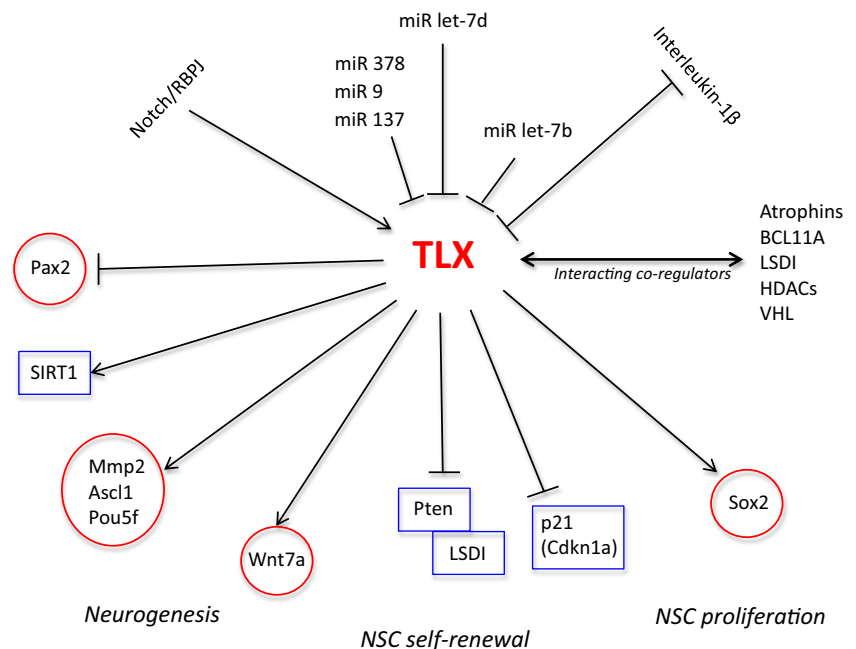 miR let-7d
Notch/RBPJ
miR 378
miR 9
miR 137
miR let-7b
Interleukin-1β
TLX
Interacting co-regulators
Atrophins
BCL11A
LSDI
HDACs
VHL
Pax2
SIRT1
Mmp2
Ascl1
Pou5f
Wnt7a
Pten
LSDI
p21
(Cdkn1a)
Sox2
Neurogenesis
NSC self-renewal
NSC proliferation